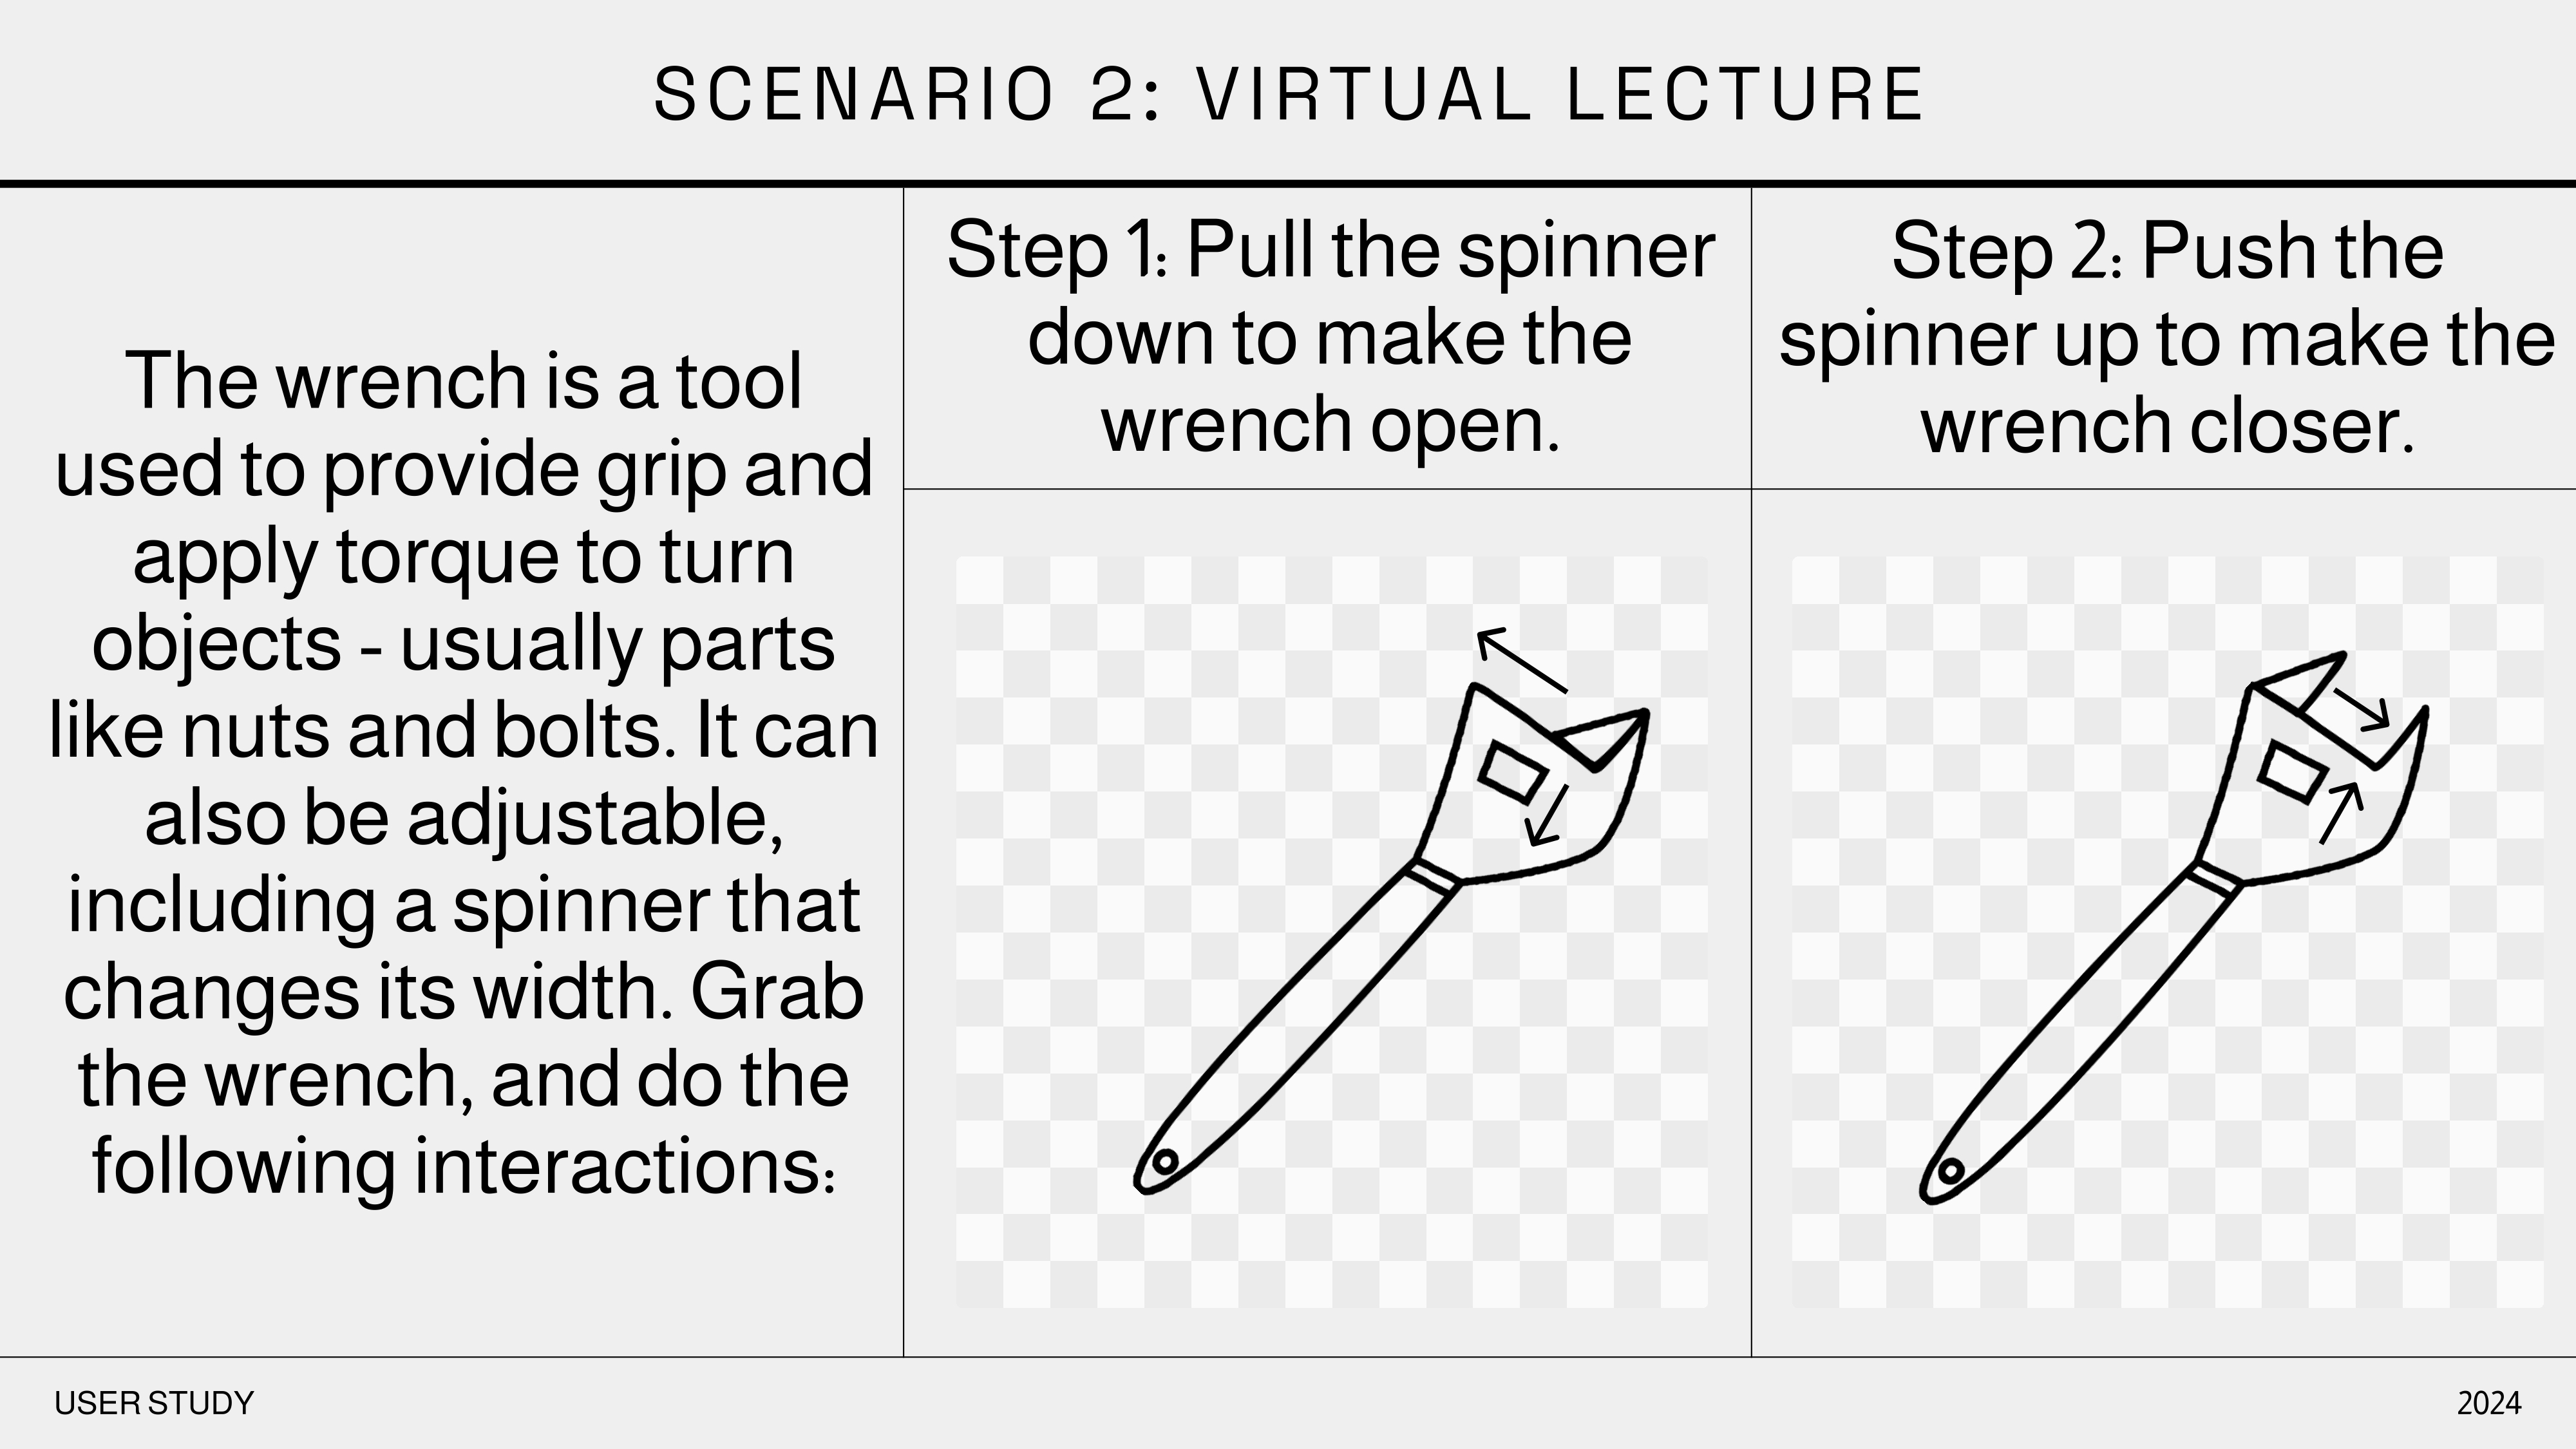 SCENARIO 2: VIRTUAL LECTURE
The wrench is a tool
used to provide grip and
apply torque to turn
objects - usually parts
like nuts and bolts. It can
also be adjustable,
including a spinner that
changes its width. Grab
the wrench, and do the
following interactions:
Step 1: Pull the spinner
down to make the
wrench open.
Step 2: Push the
spinner up to make the
wrench closer.
USER STUDY
2024